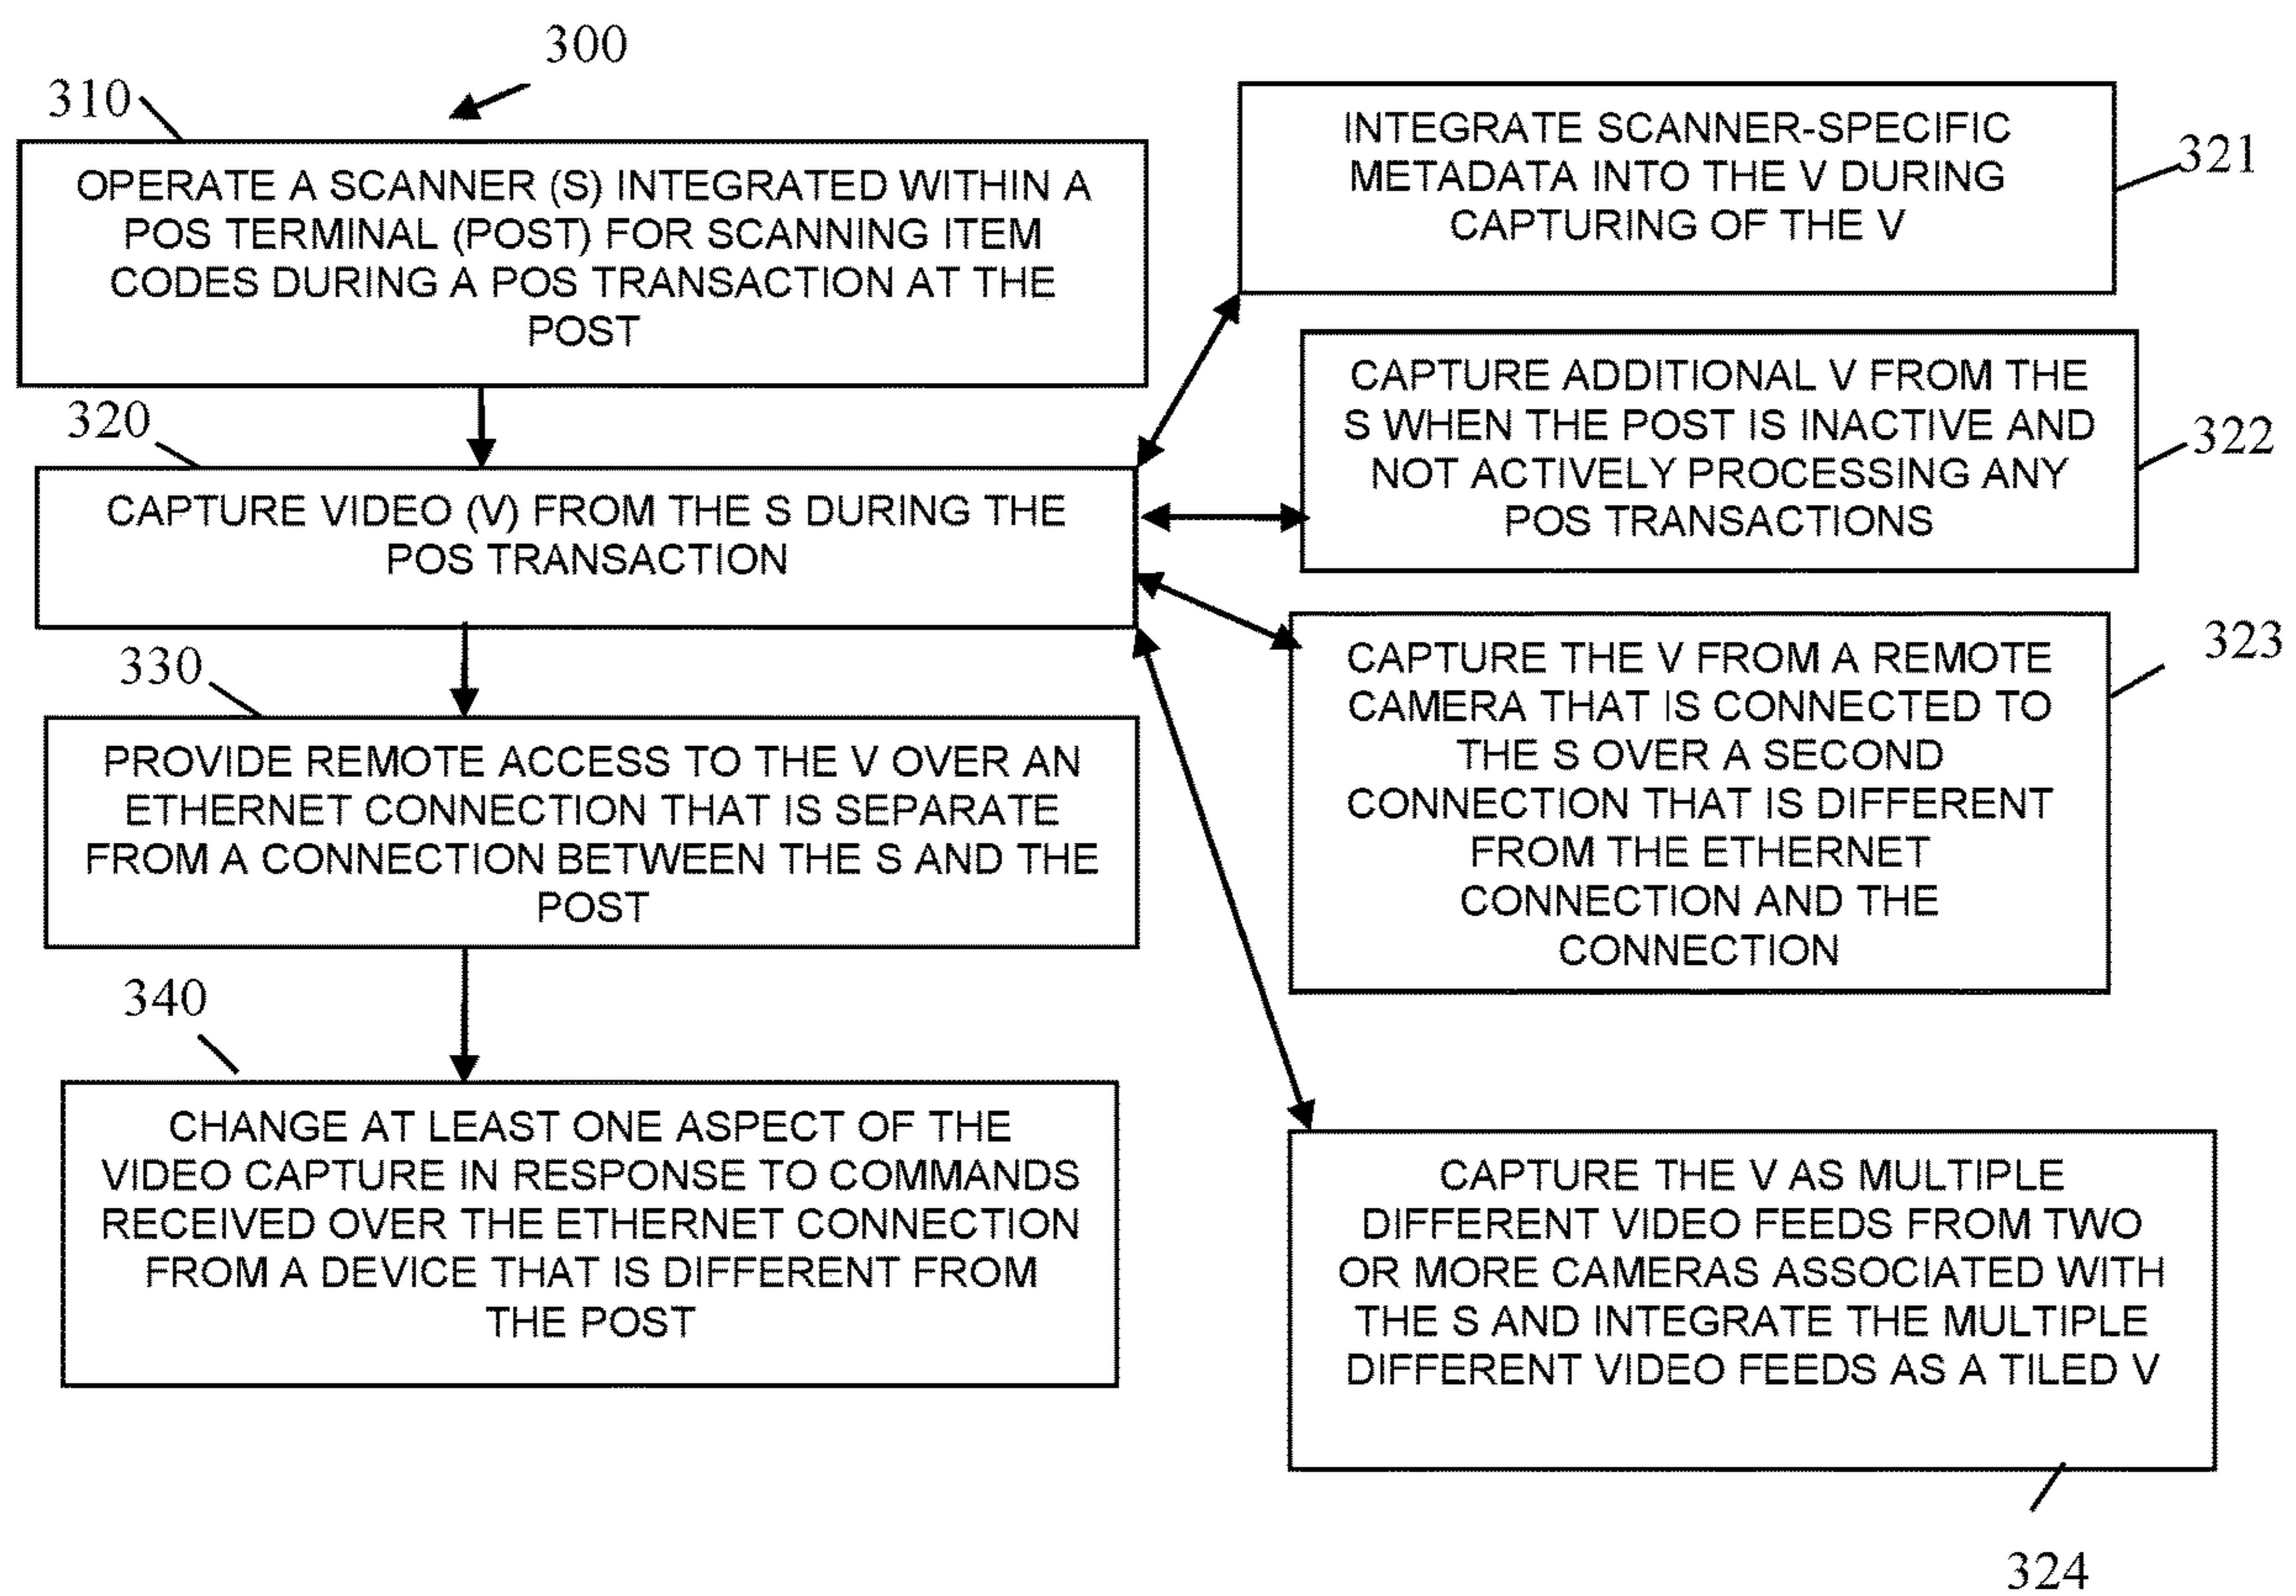 300
310
OPERATE A SCANNER (S) INTEGRATED WITHIN A
POS TERMINAL (POST) FOR SCANNING ITEM
CODES DURING A POS TRANSACTION AT THE
POST
320
CAPTURE VIDEO (V) FROM THE S DURING THE
POS TRANSACTION
330
PROVIDE REMOTE ACCESS TO THE V OVER AN
ETHERNET CONNECTION THAT IS SEPARATE
FROM A CONNECTION BETWEEN THE S AND THE
POST
340
CHANGE AT LEAST ONE ASPECT OF THE
VIDEO CAPTURE IN RESPONSE TO COMMANDS
RECEIVED OVER THE ETHERNET CONNECTION
FROM A DEVICE THAT IS DIFFERENT FROM
THE POST
INTEGRATE SCANNER-SPECIFIC
METADATA INTO THE V DURING
CAPTURING OF THE V
321
CAPTURE ADDITIONAL V FROM THE
S WHEN THE POST IS INACTIVE AND
NOT ACTIVELY PROCESSING ANY
POS TRANSACTIONS
322
CAPTURE THE V FROM A REMOTE
CAMERA THAT IS CONNECTED TO
THE S OVER A SECOND
CONNECTION THAT IS DIFFERENT
FROM THE ETHERNET
CONNECTION AND THE
CONNECTION
323
CAPTURE THE V AS MULTIPLE
DIFFERENT VIDEO FEEDS FROM TWO
OR MORE CAMERAS ASSOCIATED WITH
THE S AND INTEGRATE THE MULTIPLE
DIFFERENT VIDEO FEEDS AS A TILED V
324